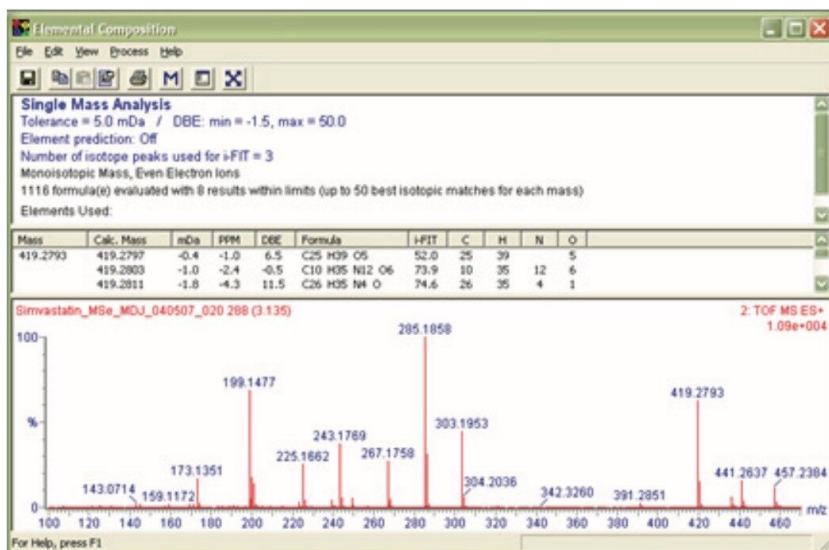 Elemental Composition
File Edit View Process Help
M
Single Mass Analysis
Tolerance = 5.0 mDa / DBE: min = -1.5, max = 50.0
Element prediction: Off
Number of isotope peaks used for i-FIT = 3
Monoisotopic Mass, Even Electron Ions
1116 formula(e) evaluated with 8 results within limits (up to 50 best isotopic matches for each mass)
Elements Used:
Mass Calc. Mass mDa PPM DBE Formula i-FIT C H N O
419.2793 419.2797 -0.4 -1.0 6.5 C25 H39 O5 52.0 25 39 5
419.2803 -1.0 -2.4 -0.5 C10 H35 N12 O6 73.9 10 35 12 6
419.2811 -1.8 -4.3 11.5 C26 H35 N4 O 74.6 26 35 4 1
Simvastatin_MSe_MDJ_040507_020 288 (3.135)
2: TOF MS ES+
1.09e+004
100
%
0
285.1858
199.1477
419.2793
303.1953
243.1769
225.1662
267.1758
173.1351
143.0714
159.1172
304.2036
342.3260
391.2851
441.2637
457.2384
100 120 140 160 180 200 220 240 260 280 300 320 340 360 380 400 420 440 460 m/z
For Help, press F1